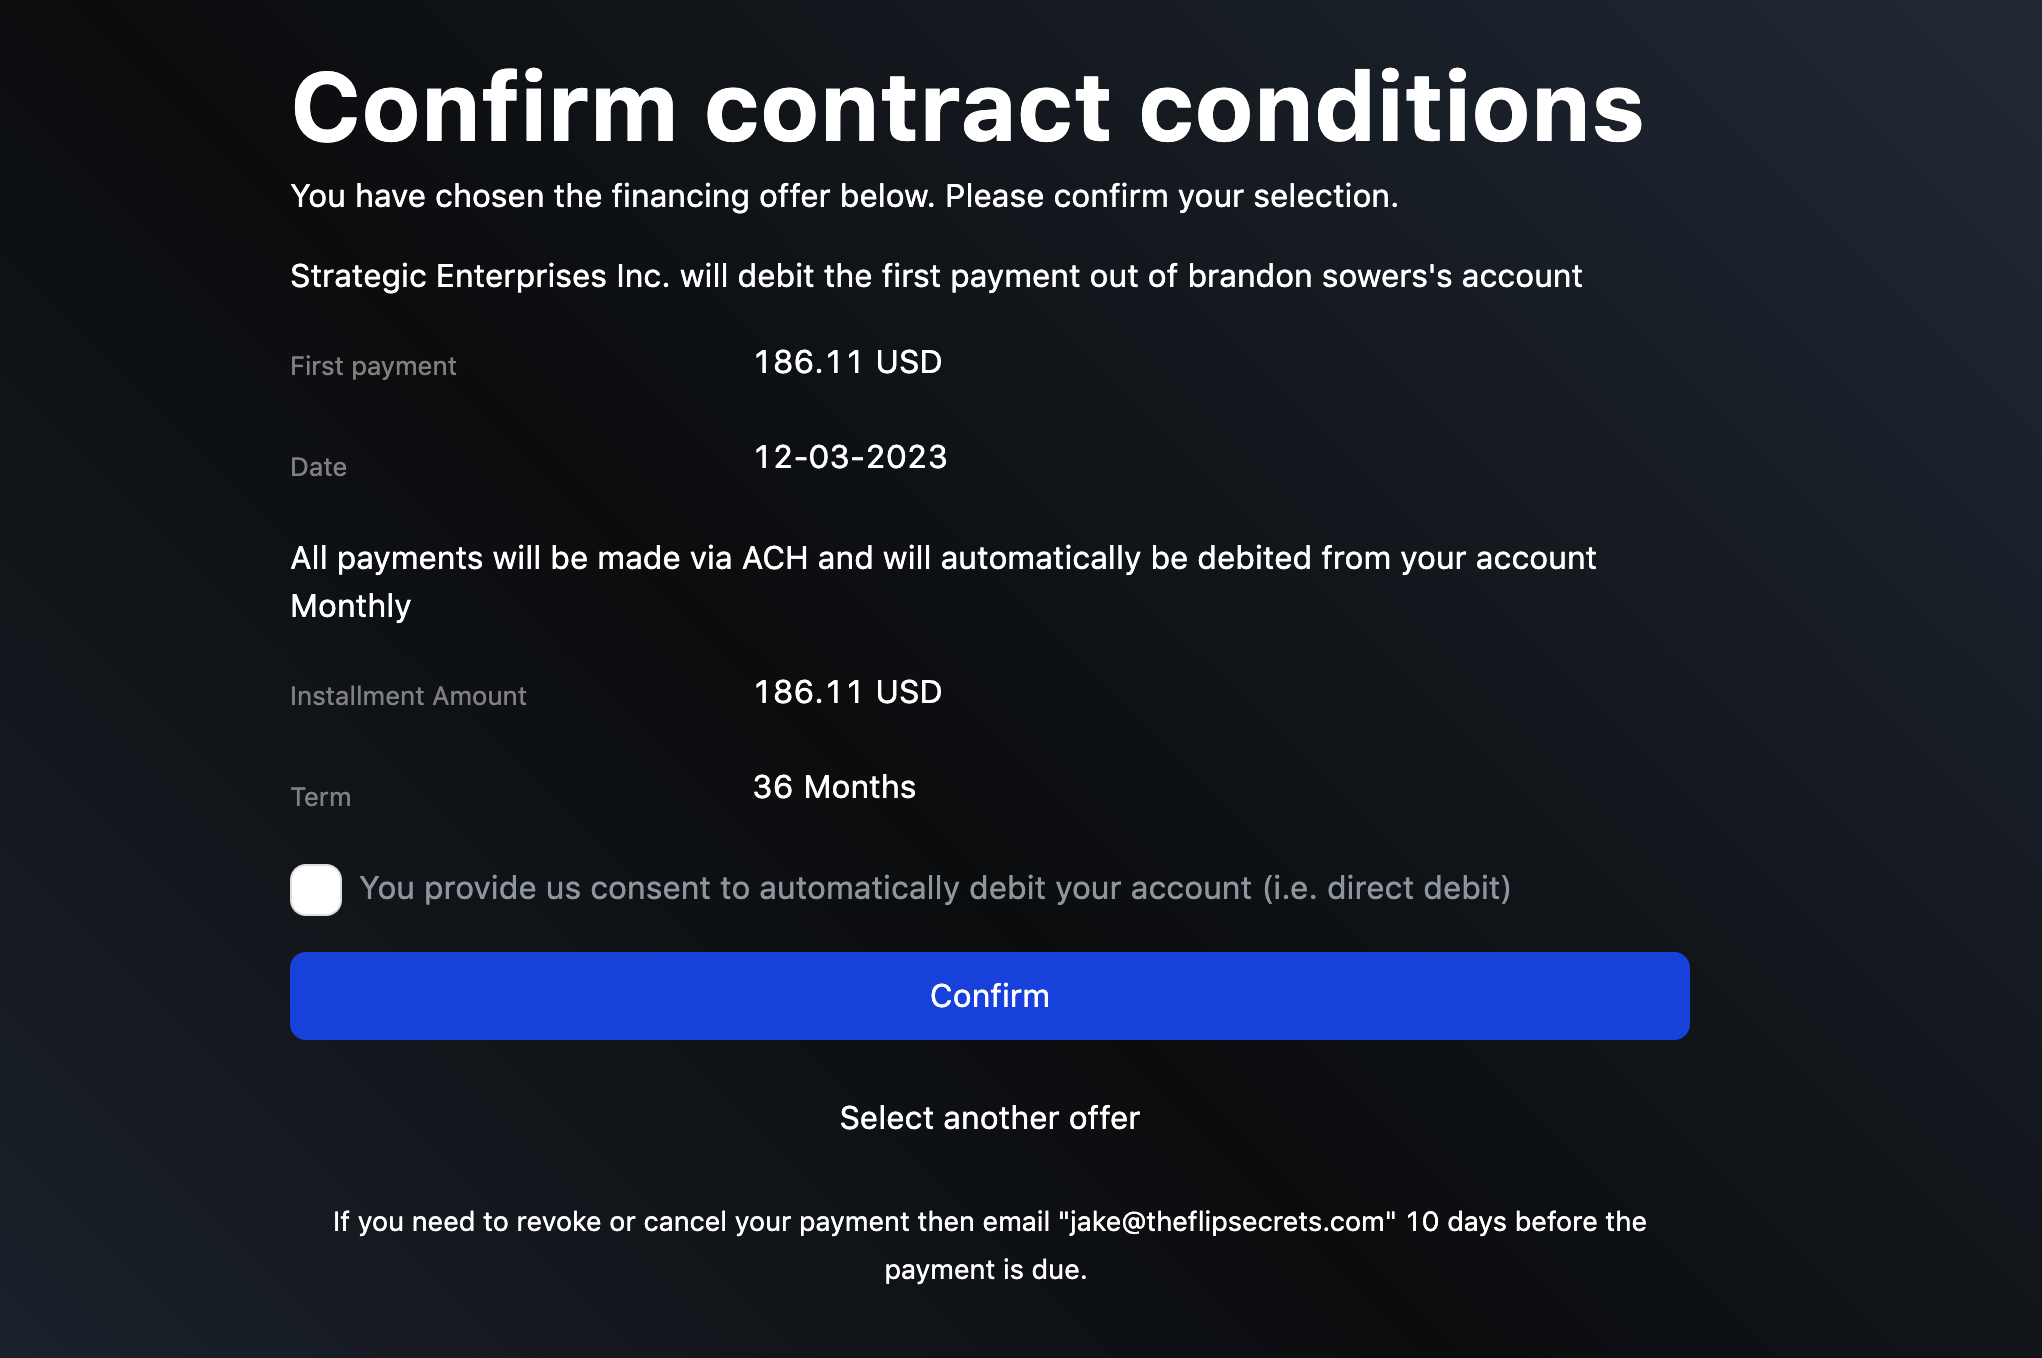 Confirm contract conditions
You have chosen the financing offer below. Please confirm your selection.
Strategic Enterprises Inc. will debit the first payment out of brandon sowers's account
First payment 186.11 USD
Date 12-03-2023
All payments will be made via ACH and will automatically be debited from your account
Monthly
Installment Amount 186.11 USD
Term 36 Months
You provide us consent to automatically debit your account (i.e. direct debit)
Confirm
Select another offer
If you need to revoke or cancel your payment then email "jake@theflipsecrets.com" 10 days before the
payment is due.